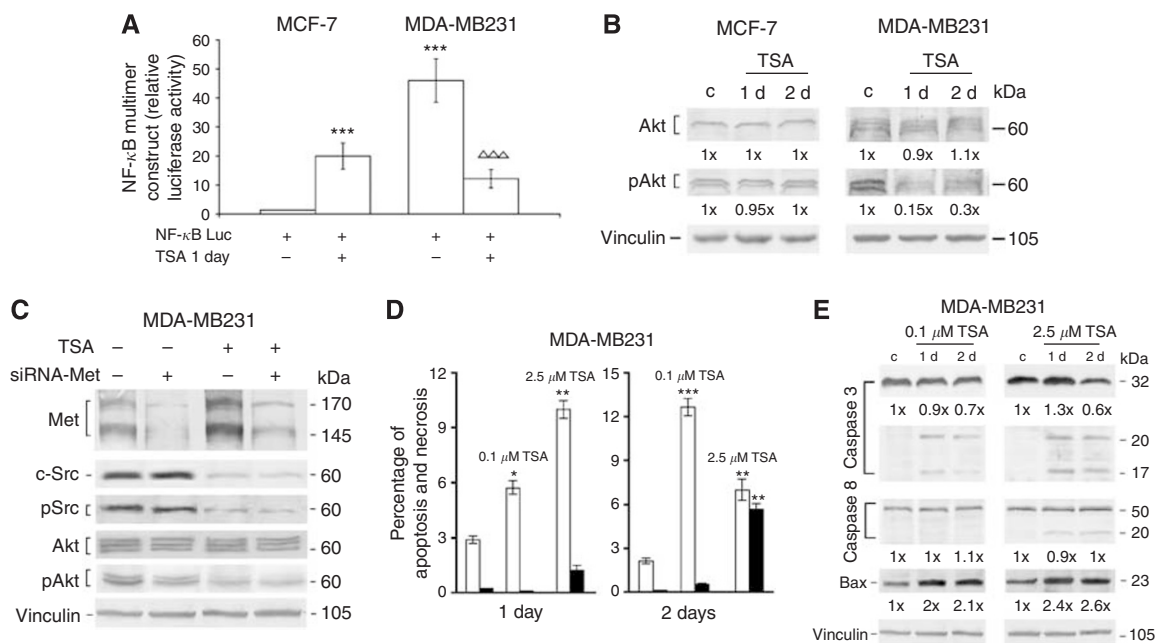 A
MCF-7 MDA-MB231
NF-κB multimer
construct (relative
luciferase activity)
60
50
40
30
20
10
0
***
***
△△△
NF-κB Luc + + + +
TSA 1 day – + – +
B
MCF-7 MDA-MB231
TSA TSA
c 1 d 2 d c 1 d 2 d kDa
Akt 60
1x 1x 1x 1x 0.9x 1.1x
pAkt 60
1x 0.95x 1x 1x 0.15x 0.3x
Vinculin 105
C
MDA-MB231
TSA – – + +
siRNA-Met – + – + kDa
Met 170
145
c-Src 60
pSrc 60
Akt 60
pAkt 60
Vinculin 105
D
MDA-MB231
Percentage of
apoptosis and necrosis
12
9
6
3
0
0.1 μM TSA
*
2.5 μM TSA
**
1 day
15
12
9
6
3
0
0.1 μM TSA
***
2.5 μM TSA
**
**
2 days
E
MDA-MB231
0.1 μM TSA 2.5 μM TSA
c 1 d 2 d c 1 d 2 d kDa
Caspase 3
32
1x 0.9x 0.7x 1x 1.3x 0.6x
20
17
Caspase 8
50
20
1x 1x 1.1x 1x 0.9x 1x
Bax 23
1x 2x 2.1x 1x 2.4x 2.6x
Vinculin 105